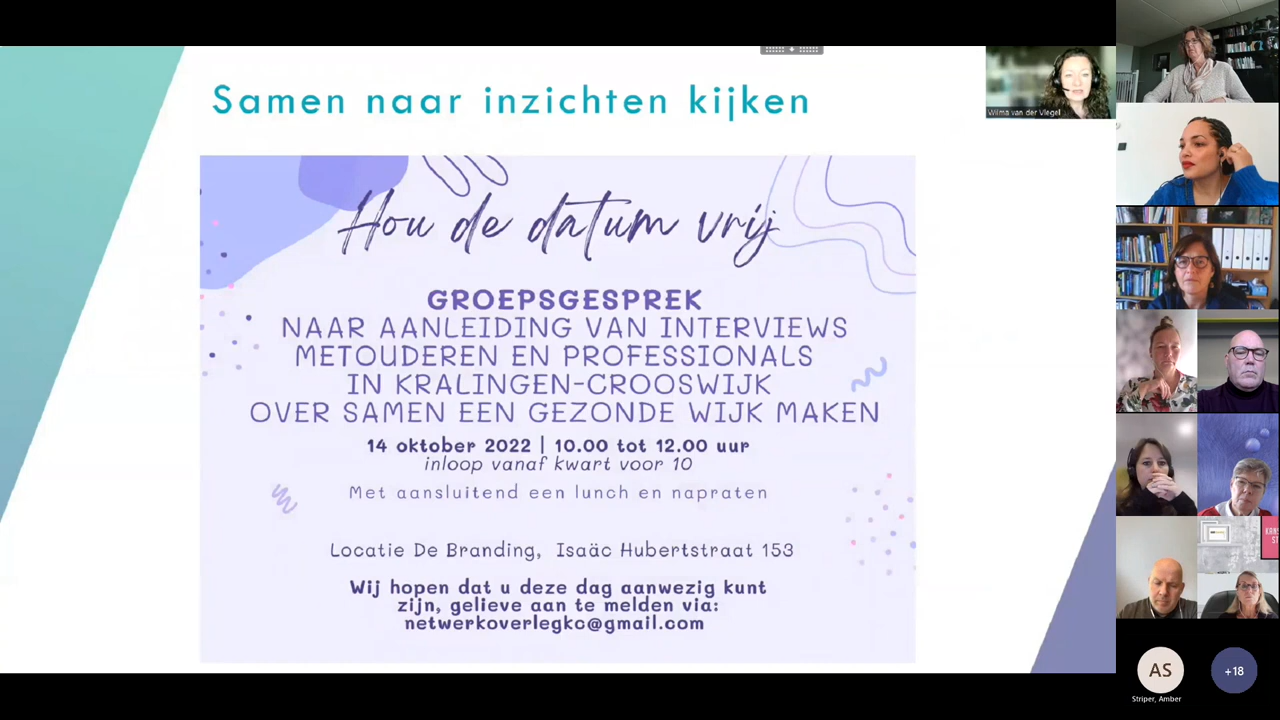 Samen naar inzichten kijken
Wilma van der Vlegel
Hou de datum vrij
GROEPSGESPREK
NAAR AANLEIDING VAN INTERVIEWS
METOUDEREN EN PROFESSIONALS
IN KRALINGEN-CROOSWIJK
OVER SAMEN EEN GEZONDE WIJK MAKEN
14 oktober 2022 | 10.00 tot 12.00 uur
inloop vanaf kwart voor 10
Met aansluitend een lunch en napraten
Locatie De Branding, Isaäc Hubertstraat 153
Wij hopen dat u deze dag aanwezig kunt
zijn, gelieve aan te melden via:
netwerkoverlegkc@gmail.com
AS
Striper, Amber
+18